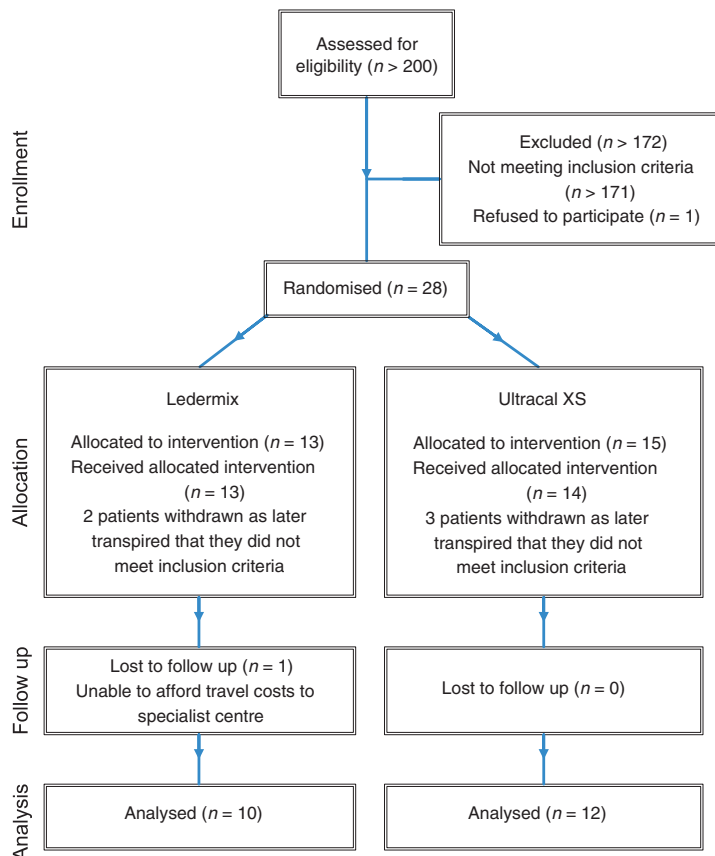 Assessed for
eligibility (n > 200)
Enrollment
Excluded (n > 172)
Not meeting inclusion criteria
(n > 171)
Refused to participate (n = 1)
Randomised (n = 28)
Allocation
Ledermix
Allocated to intervention (n = 13)
Received allocated intervention
(n = 13)
2 patients withdrawn as later
transpired that they did not
meet inclusion criteria
Ultracal XS
Allocated to intervention (n = 15)
Received allocated intervention
(n = 14)
3 patients withdrawn as later
transpired that they did not
meet inclusion criteria
Follow up
Lost to follow up (n = 1)
Unable to afford travel costs to
specialist centre
Lost to follow up (n = 0)
Analysis
Analysed (n = 10)
Analysed (n = 12)